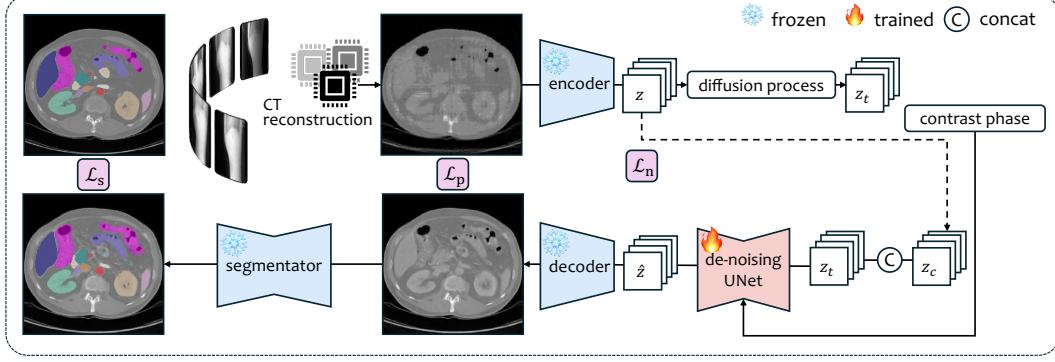 frozen
trained
C
concat
CT
reconstruction
encoder
z
diffusion process
z_t
contrast phase
ℒ_s
ℒ_p
ℒ_n
segmentator
decoder
ẑ
de-noising
UNet
z_t
C
z_c